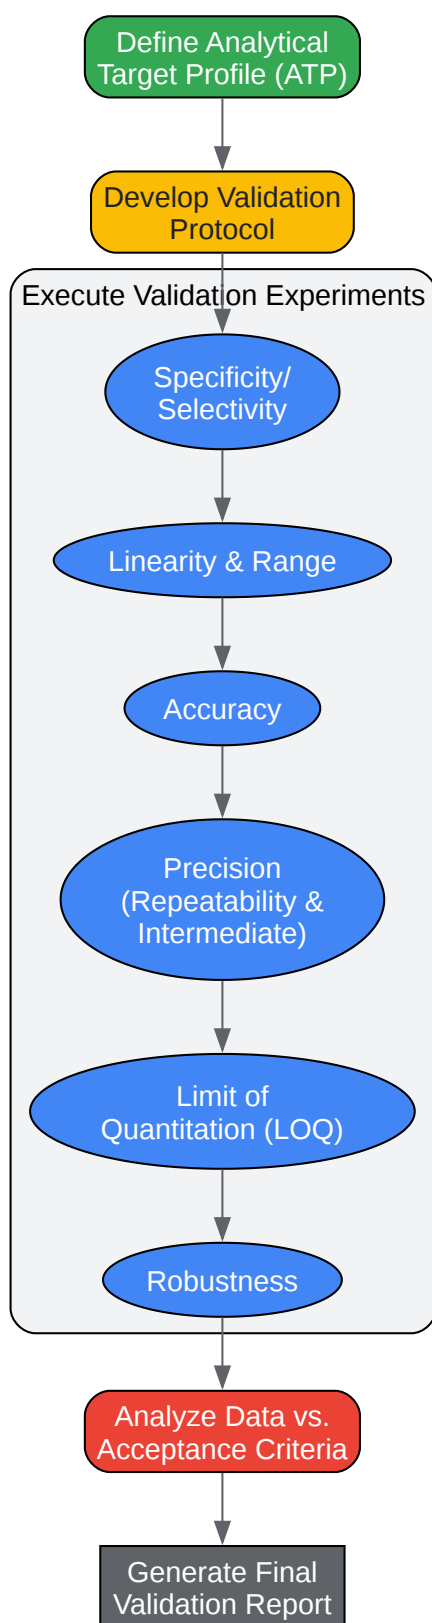 Define Analytical
Target Profile (ATP)
Develop Validation
Protocol
Execute Validation Experiments
Specificity/
Selectivity
Linearity & Range
Accuracy
Precision
(Repeatability &
Intermediate)
Limit of
Quantitation (LOQ)
Robustness
Analyze Data vs.
Acceptance Criteria
Generate Final
Validation Report